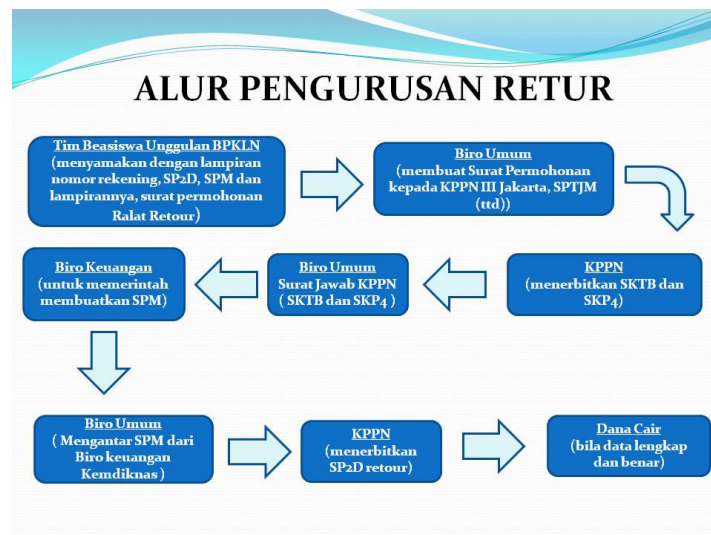 ALUR PENGURUSAN RETUR
Tim Beasiswa Unggulan BPKLN
(menyamakan dengan lampiran
nomor rekening, SP2D, SPM dan
lampirannya, surat permohonan
Ralat Retour)
Biro Umum
(membuat Surat Permohonan
kepada KPPN III Jakarta, SPTJM
(ttd))
KPPN
(menerbitkan SKTB dan
SKP4)
Biro Umum
Surat Jawab KPPN
( SKTB dan SKP4 )
Biro Keuangan
(untuk memerintah
membuatkan SPM)
Biro Umum
( Mengantar SPM dari
Biro keuangan
Kemdiknas )
KPPN
(menerbitkan
SP2D retour)
Dana Cair
(bila data lengkap
dan benar)